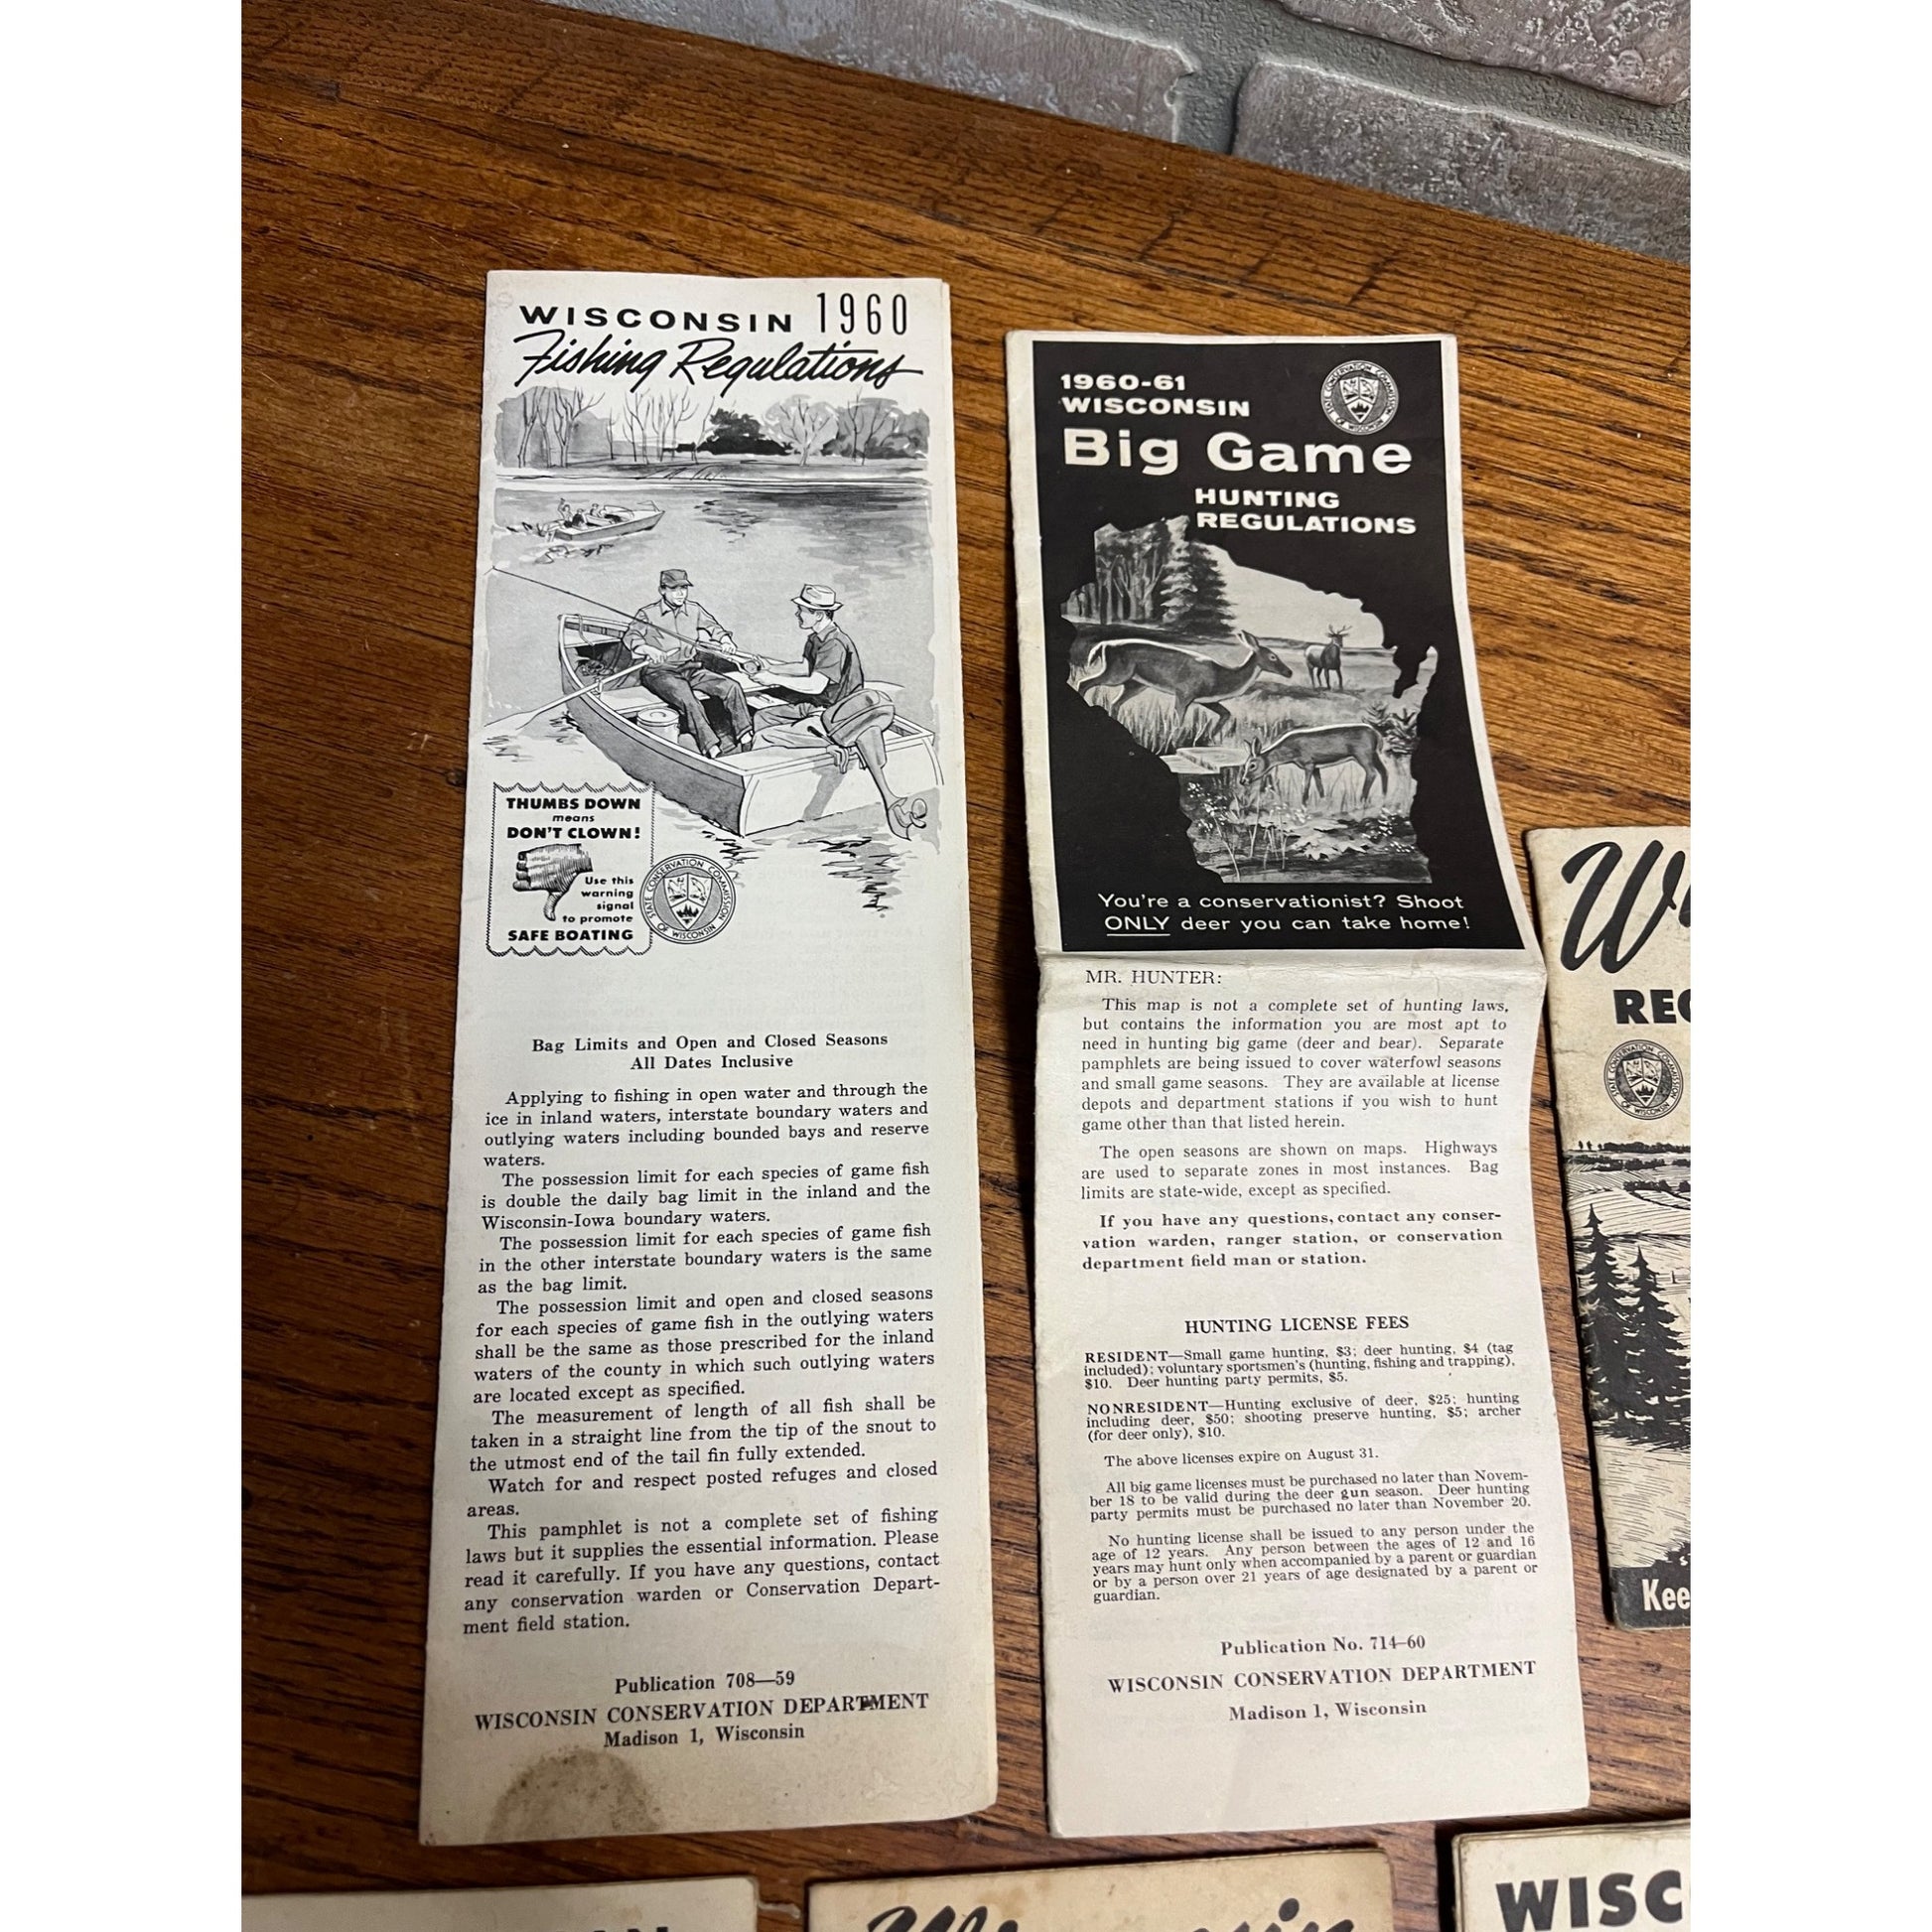 WISCONSIN 1960
Fishing Regulations
THUMBS DOWN
means
DON'T CLOWN!
Use this
warning
signal
to promote
SAFE BOATING
STATE CONSERVATION COMMISSION
OF WISCONSIN
Bag Limits and Open and Closed Seasons
All Dates Inclusive
Applying to fishing in open water and through the
ice in inland waters, interstate boundary waters and
outlying waters including bounded bays and reserve
waters.
The possession limit for each species of game fish
is double the daily bag limit in the inland and the
Wisconsin-Iowa boundary waters.
The possession limit for each species of game fish
in the other interstate boundary waters is the same
as the bag limit.
The possession limit and open and closed seasons
for each species of game fish in the outlying waters
shall be the same as those prescribed for the inland
waters of the county in which such outlying waters
are located except as specified.
The measurement of length of all fish shall be
taken in a straight line from the tip of the snout to
the utmost end of the tail fin fully extended.
Watch for and respect posted refuges and closed
areas.
This pamphlet is not a complete set of fishing
laws but it supplies the essential information. Please
read it carefully. If you have any questions, contact
any conservation warden or Conservation Depart-
ment field station.
Publication 708—59
WISCONSIN CONSERVATION DEPARTMENT
Madison 1, Wisconsin
1960-61
WISCONSIN
Big Game
HUNTING
REGULATIONS
STATE CONSERVATION COMMISSION
OF WISCONSIN
You're a conservationist? Shoot
ONLY deer you can take home!
MR. HUNTER:
This map is not a complete set of hunting laws,
but contains the information you are most apt to
need in hunting big game (deer and bear). Separate
pamphlets are being issued to cover waterfowl seasons
and small game seasons. They are available at license
depots and department stations if you wish to hunt
game other than that listed herein.
The open seasons are shown on maps. Highways
are used to separate zones in most instances. Bag
limits are state-wide, except as specified.
If you have any questions, contact any conser-
vation warden, ranger station, or conservation
department field man or station.
HUNTING LICENSE FEES
RESIDENT—Small game hunting, $3; deer hunting, $4 (tag
included); voluntary sportsmen's (hunting, fishing and trapping),
$10. Deer hunting party permits, $5.
NONRESIDENT—Hunting exclusive of deer, $25; hunting
including deer, $50; shooting preserve hunting, $5; archer
(for deer only), $10.
The above licenses expire on August 31.
All big game licenses must be purchased no later than Novem-
ber 18 to be valid during the deer gun season. Deer hunting
party permits must be purchased no later than November 20.
No hunting license shall be issued to any person under the
age of 12 years. Any person between the ages of 12 and 16
years may hunt only when accompanied by a parent or guardian
or by a person over 21 years of age designated by a parent or
guardian.
Publication No. 714–60
WISCONSIN CONSERVATION DEPARTMENT
Madison 1, Wisconsin
REG
STATE CONSERVATION COMMISSION
OF WISCONSIN
Kee
Wisconsin
WISC